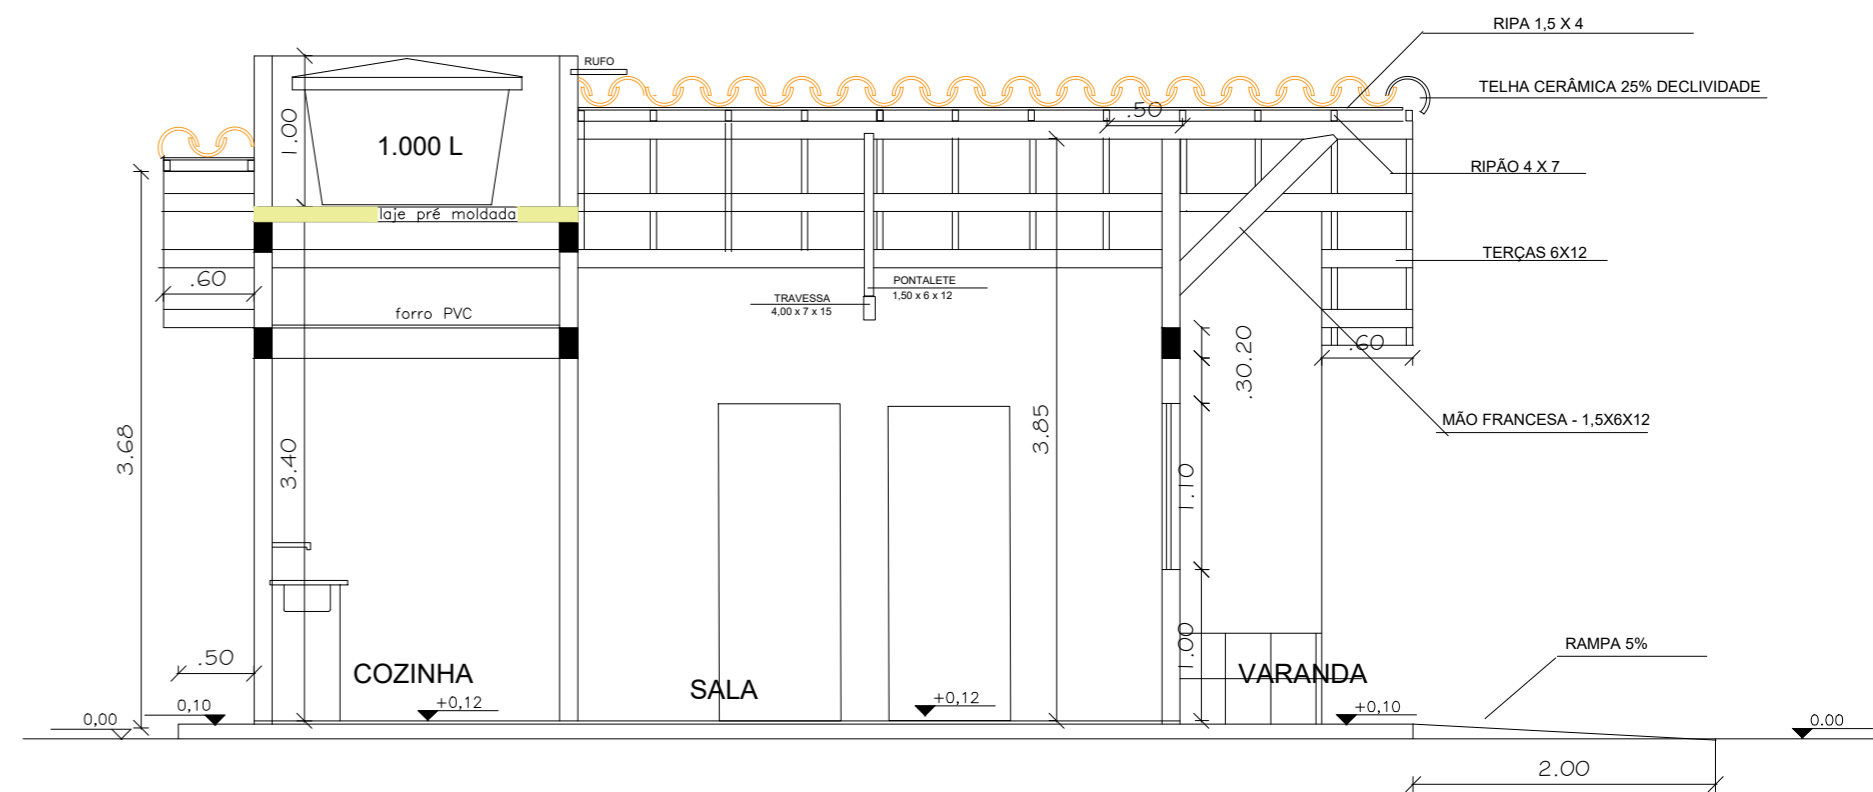 RIPA 1,5 X 4
RUFO
TELHA CERÂMICA 25% DECLIVIDADE
.50
1.00
1.000 L
RIPÃO 4 X 7
laje pré moldada
TERÇAS 6X12
.60
PONTALETE
1,50 x 6 x 12
TRAVESSA
4,00 x 7 x 15
forro PVC
.60
.30
.20
MÃO FRANCESA - 1,5X6X12
3.68
3.40
3.85
1.10
1.00
RAMPA 5%
.50
COZINHA
SALA
VARANDA
0,10
+0,12
+0,12
+0,10
0,00
0.00
2.00